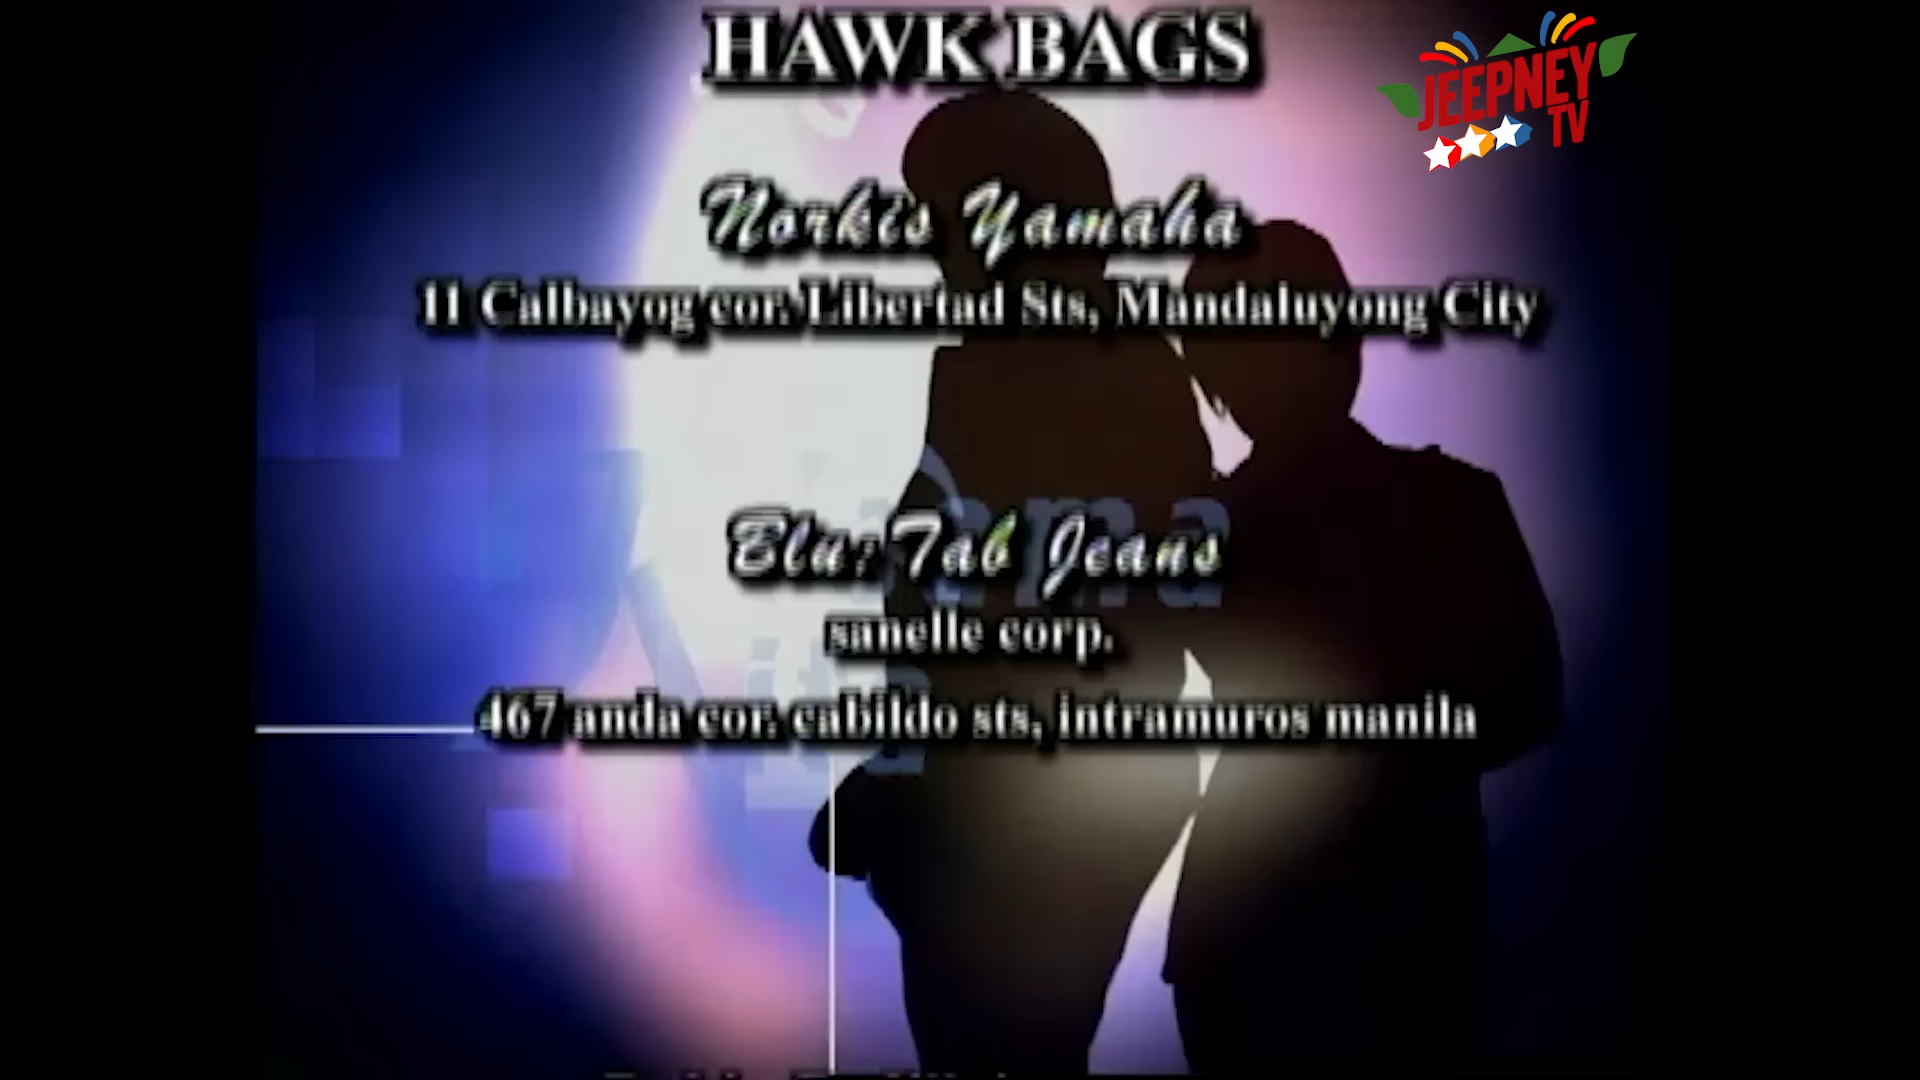 HAWK BAGS
JEEPNEY
TV
Norkis Yamaha
11 Calbayog cor. Libertad Sts, Mandaluyong City
Blu: Tab Jeans
sanelle corp.
467 anda cor. cabildo sts, intramuros manila